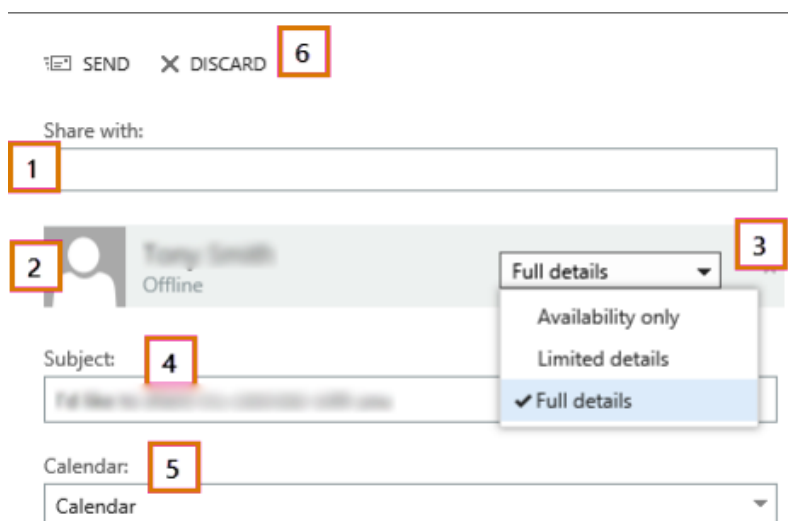 SEND DISCARD 6
Share with:
1
2
Offline
Full details
3
Availability only
Limited details
Full details
Subject:
4
Calendar:
5
Calendar